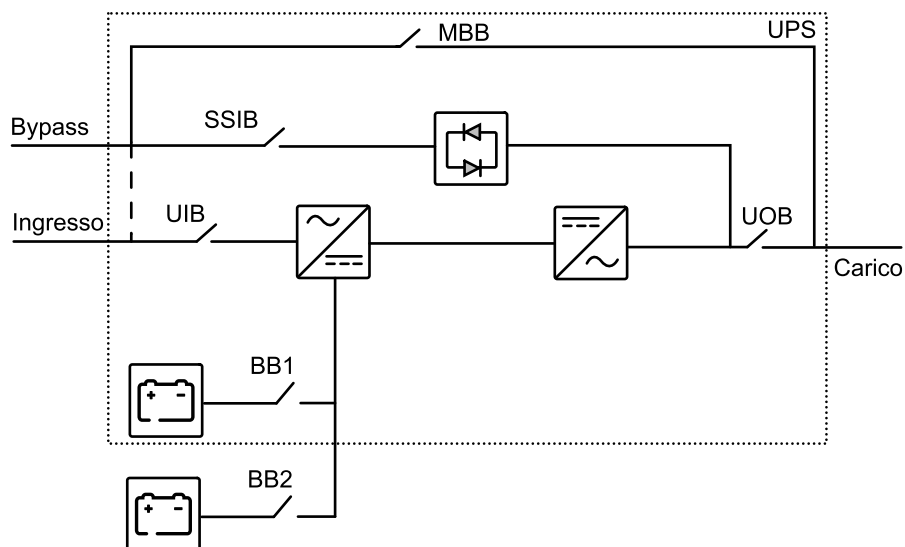 MBB
UPS
Bypass
SSIB
Ingresso
UIB
UOB
Carico
BB1
BB2